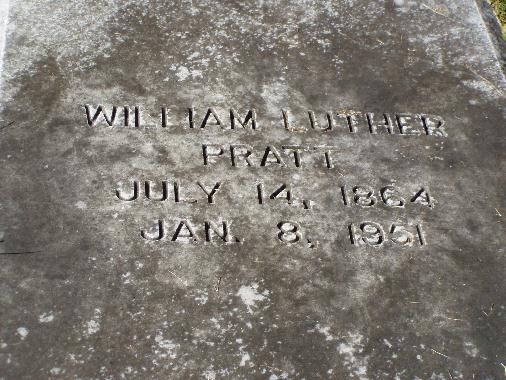 WILLIAM LUTHER
PRATT
JULY 14, 1864
JAN. 8, 1951